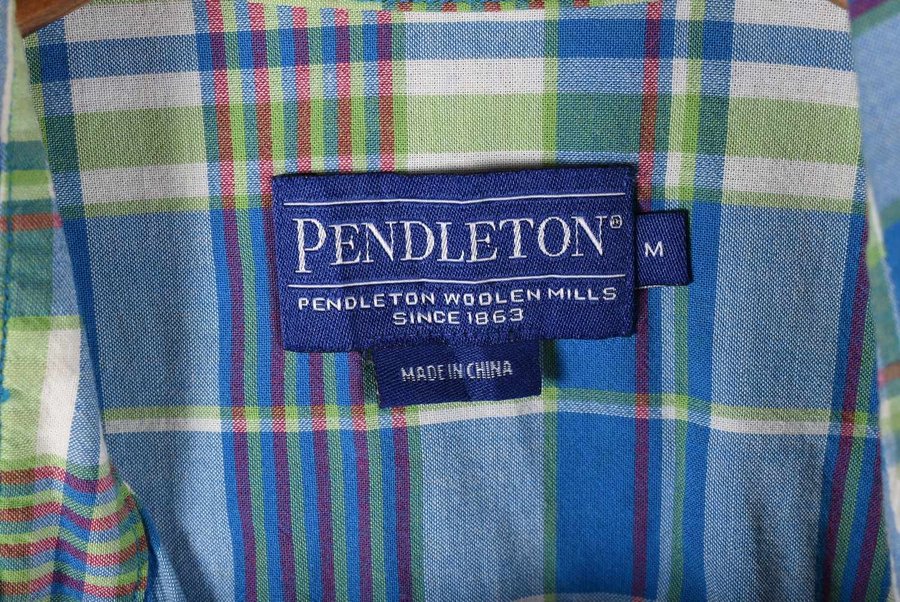 PENDLETON®
M
PENDLETON WOOLEN MILLS
SINCE 1863
MADE IN CHINA